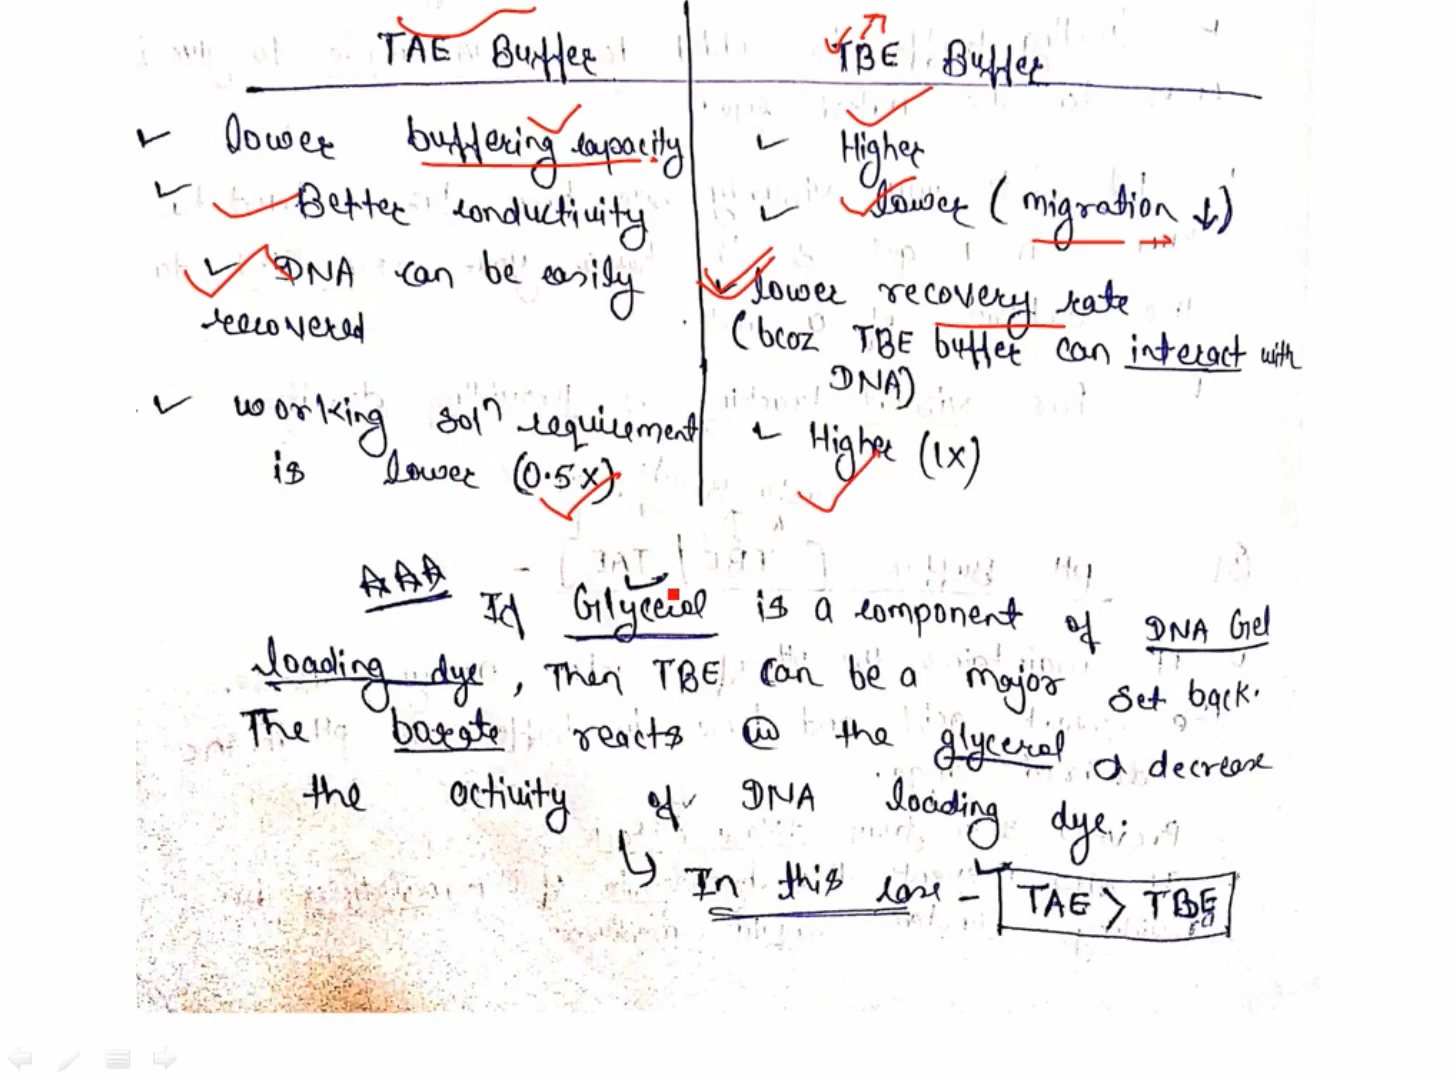 TAE Buffer
TBE Buffer
lower buffering capacity
Better conductivity
DNA can be easily
recovered
working solⁿ requirement
is lower (0.5x)
Higher
lower (migration ↓)
lower recovery rate
(bcoz TBE buffer can interact with
DNA)
Higher (1X)
If Glycerol is a component of DNA Gel
loading dye, then TBE can be a major set back.
The borate reacts w the glycerol & decrease
the activity of DNA loading dye.
In this case - TAE > TBE